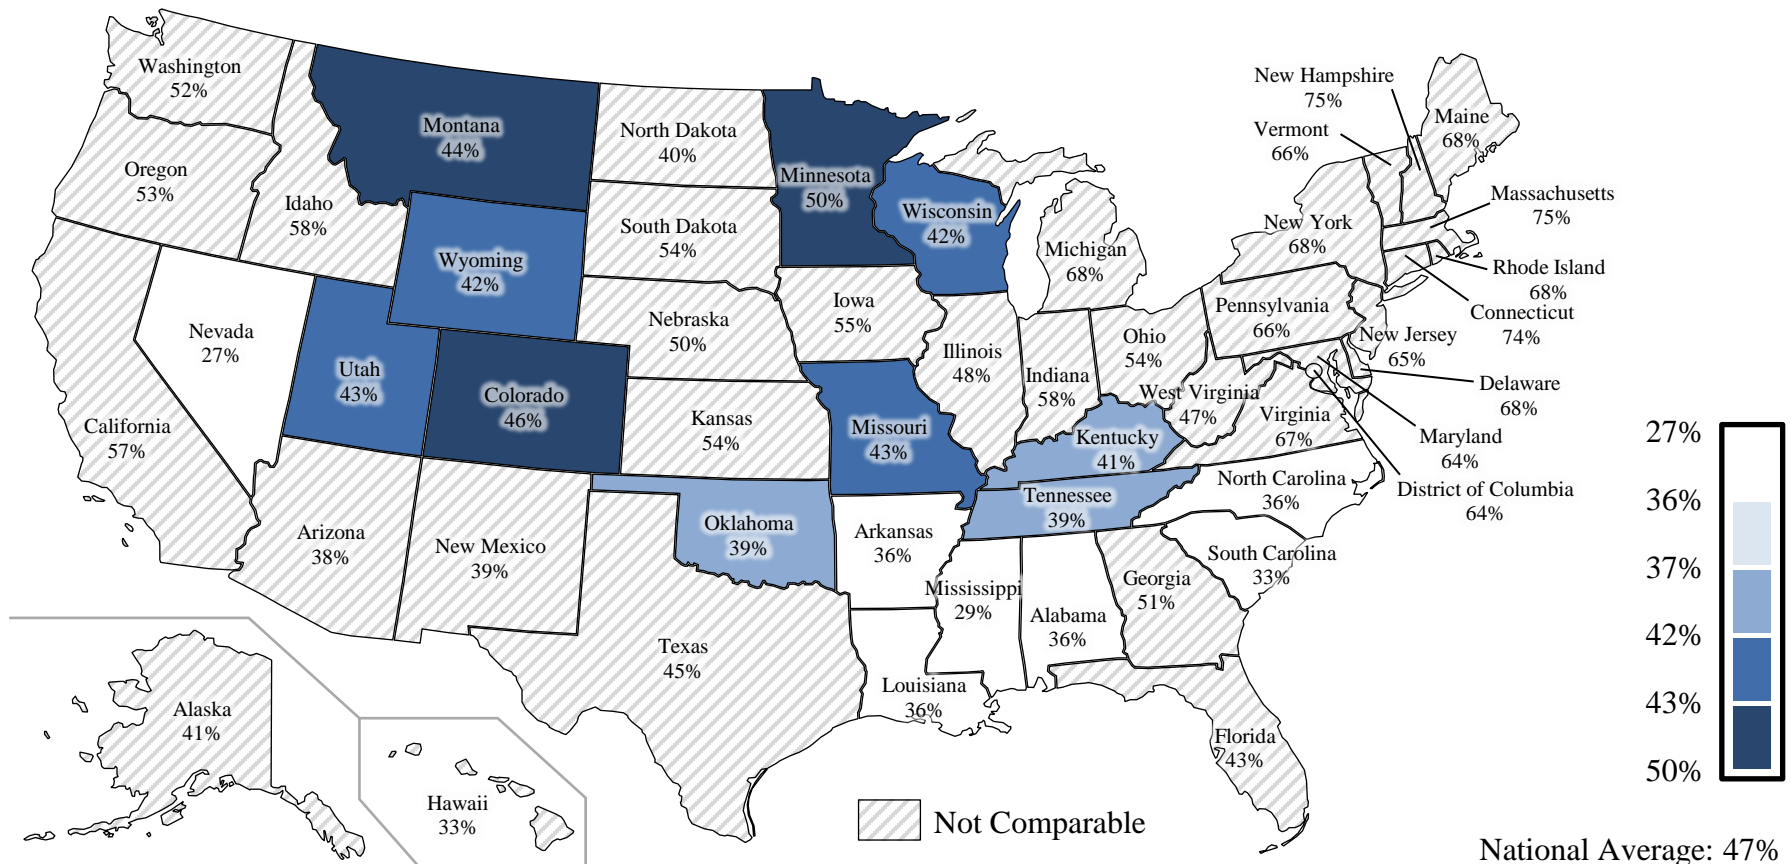 Washington
52%
Oregon
53%
California
57%
Idaho
58%
Nevada
27%
Montana
44%
Wyoming
42%
Utah
43%
Colorado
46%
Arizona
38%
New Mexico
39%
North Dakota
40%
South Dakota
54%
Nebraska
50%
Kansas
54%
Oklahoma
39%
Texas
45%
Minnesota
50%
Iowa
55%
Missouri
43%
Arkansas
36%
Louisiana
36%
Wisconsin
42%
Illinois
48%
Michigan
68%
Indiana
58%
Ohio
54%
Kentucky
41%
Tennessee
39%
Mississippi
29%
Alabama
36%
Georgia
51%
Florida
43%
South Carolina
33%
North Carolina
36%
Virginia
67%
West Virginia
47%
Pennsylvania
66%
New York
68%
New Hampshire
75%
Vermont
66%
Maine
68%
Massachusetts
75%
Rhode Island
68%
Connecticut
74%
New Jersey
65%
Delaware
68%
Maryland
64%
District of Columbia
64%
Alaska
41%
Hawaii
33%
Not Comparable
27%
36%
37%
42%
43%
50%
National Average: 47%